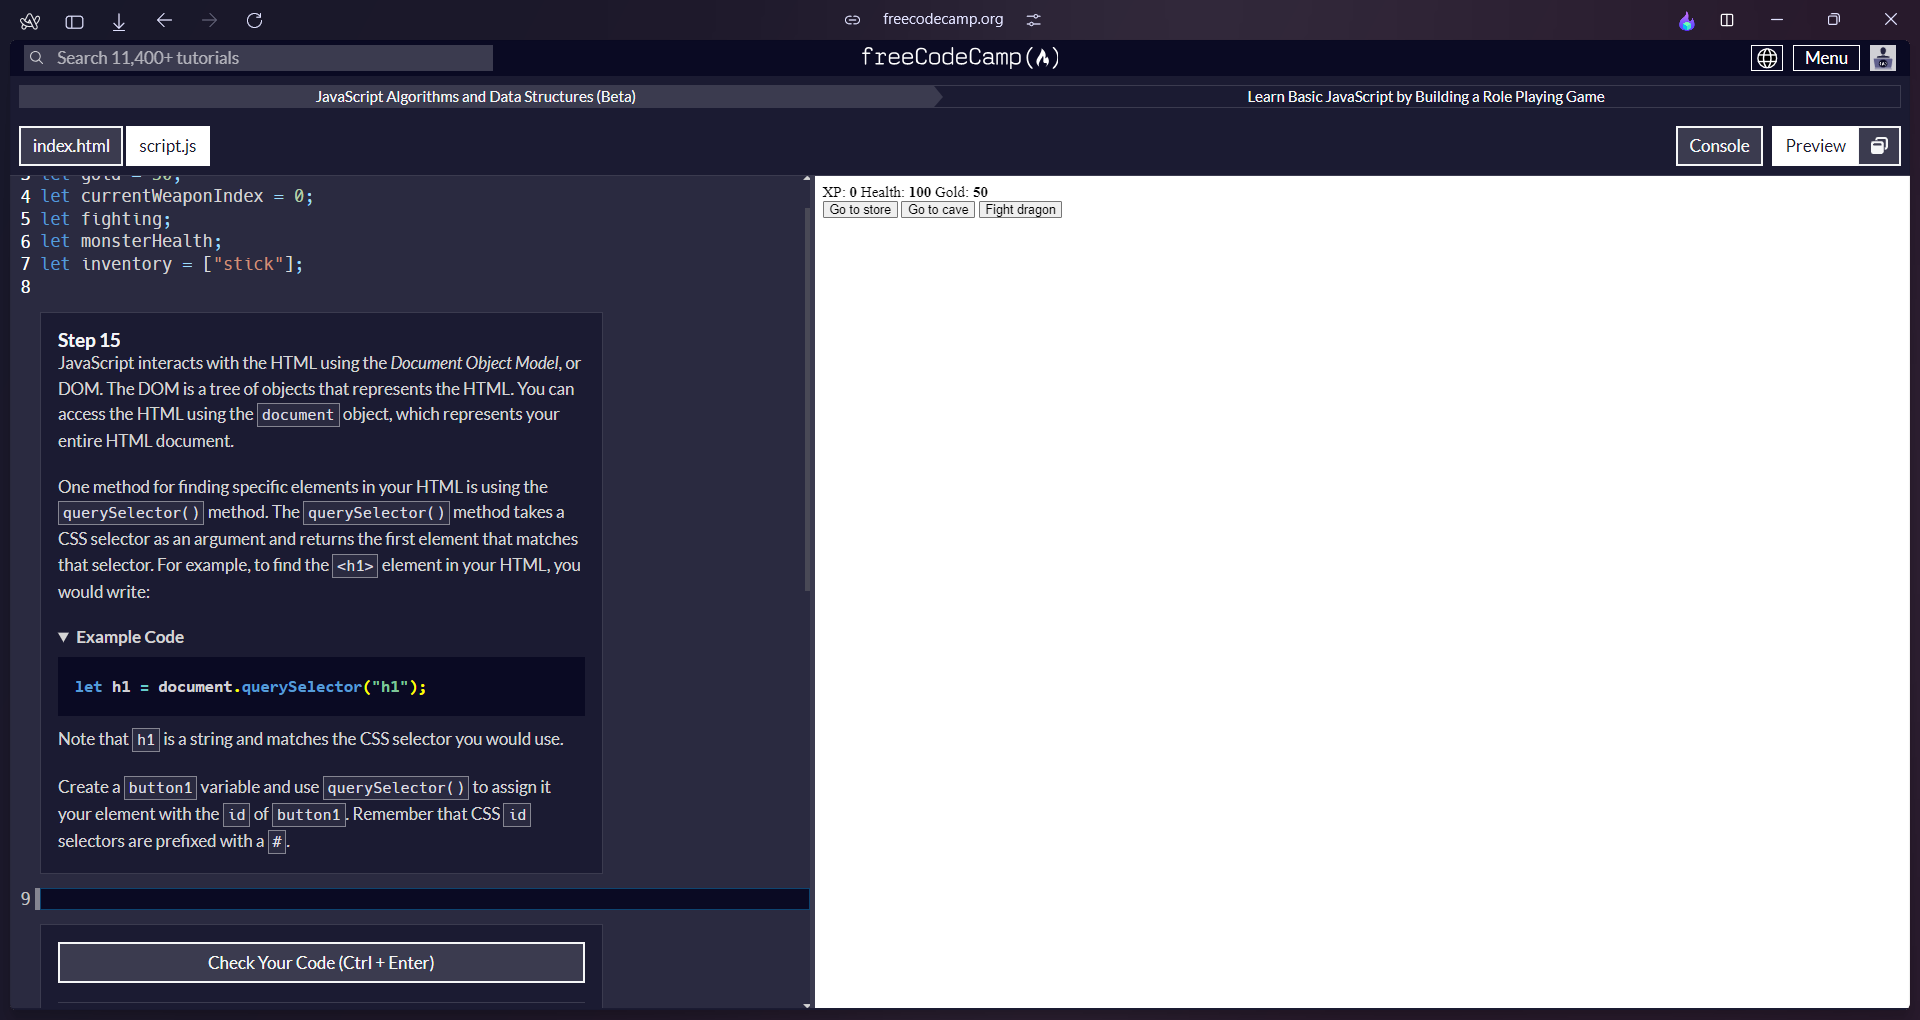 freecodecamp.org
Search 11,400+ tutorials
freeCodeCamp(🔥)
Menu
JavaScript Algorithms and Data Structures (Beta)
Learn Basic JavaScript by Building a Role Playing Game
index.html
script.js
Console
Preview
3 let gold = 50;
4 let currentWeaponIndex = 0;
5 let fighting;
6 let monsterHealth;
7 let inventory = ["stick"];
8
Step 15
JavaScript interacts with the HTML using the Document Object Model, or
DOM. The DOM is a tree of objects that represents the HTML. You can
access the HTML using the document object, which represents your
entire HTML document.
One method for finding specific elements in your HTML is using the
querySelector() method. The querySelector() method takes a
CSS selector as an argument and returns the first element that matches
that selector. For example, to find the <h1> element in your HTML, you
would write:
▼ Example Code
let h1 = document.querySelector("h1");
Note that h1 is a string and matches the CSS selector you would use.
Create a button1 variable and use querySelector() to assign it
your element with the id of button1. Remember that CSS id
selectors are prefixed with a #.
9
Check Your Code (Ctrl + Enter)
XP: 0 Health: 100 Gold: 50
Go to store Go to cave Fight dragon